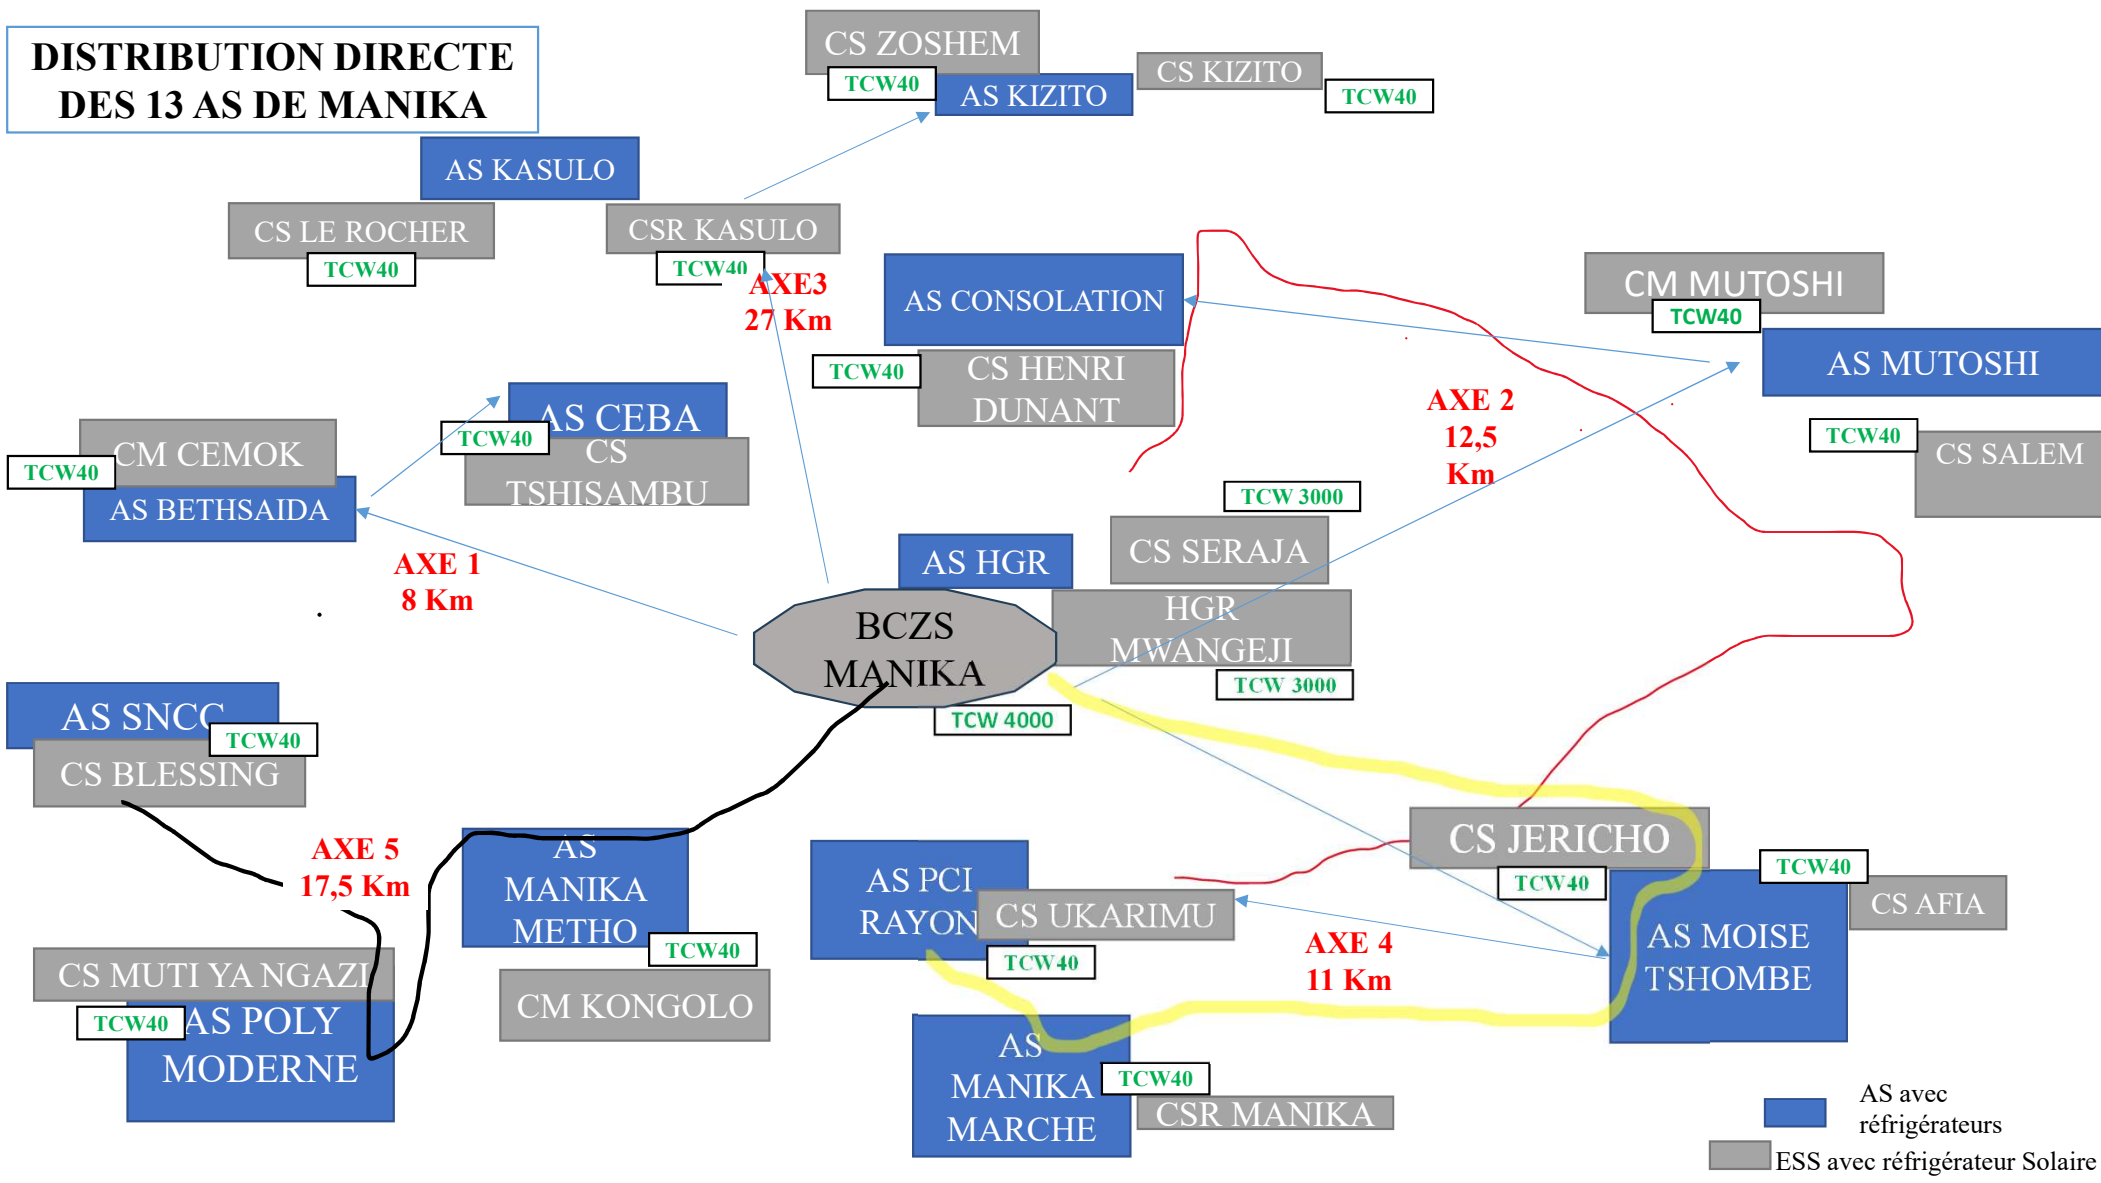 DISTRIBUTION DIRECTE
DES 13 AS DE MANIKA
CS ZOSHEM
TCW40
AS KIZITO
CS KIZITO
TCW40
AS KASULO
CS LE ROCHER
TCW40
CSR KASULO
TCW40
AXE3
27 Km
AS CONSOLATION
TCW40
CS HENRI
DUNANT
CM MUTOSHI
TCW40
AS MUTOSHI
TCW40
CS SALEM
AXE 2
12,5
Km
CM CEMOK
TCW40
AS BETHSAIDA
AS CEBA
TCW40
CS
TSHISAMBU
AXE 1
8 Km
TCW 3000
CS SERAJA
AS HGR
HGR
MWANGEJI
TCW 3000
BCZS
MANIKA
TCW 4000
AS SNCC
TCW40
CS BLESSING
AXE 5
17,5 Km
AS
MANIKA
METHO
TCW40
CM KONGOLO
CS MUTI YA NGAZI
TCW40
AS POLY
MODERNE
AS PCI
RAYON
CS UKARIMU
TCW40
AXE 4
11 Km
CS JERICHO
TCW40
TCW40
CS AFIA
AS MOISE
TSHOMBE
AS
MANIKA
MARCHE
TCW40
CSR MANIKA
AS avec
réfrigérateurs
ESS avec réfrigérateur Solaire